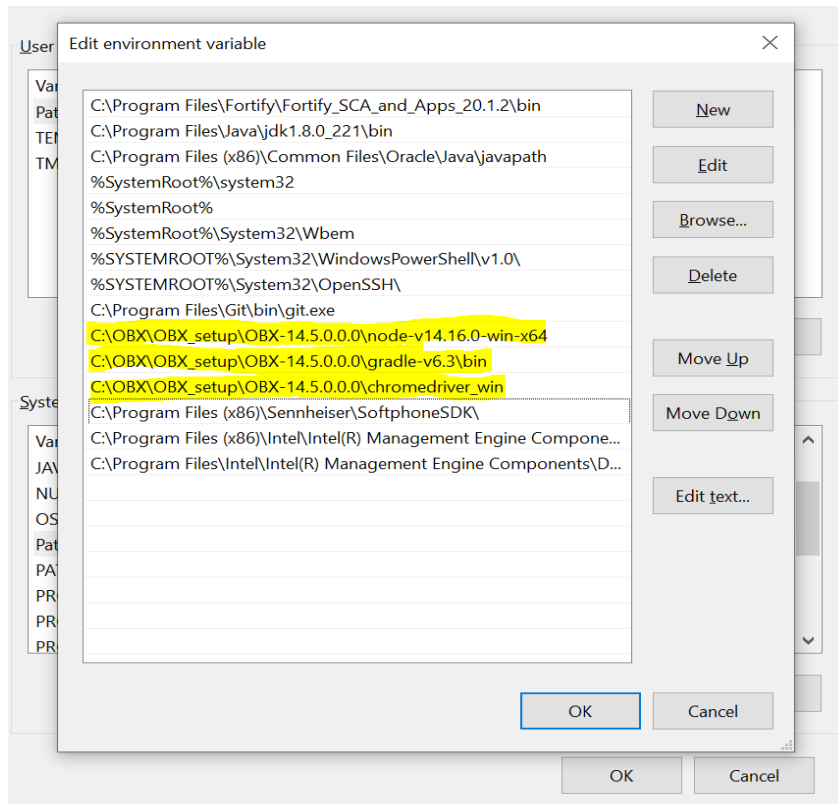 Edit environment variable
User
Var
Pat
TEM
TM
C:\Program Files\Fortify\Fortify_SCA_and_Apps_20.1.2\bin
C:\Program Files\Java\jdk1.8.0_221\bin
C:\Program Files (x86)\Common Files\Oracle\Java\javapath
%SystemRoot%\system32
%SystemRoot%
%SystemRoot%\System32\Wbem
%SYSTEMROOT%\System32\WindowsPowerShell\v1.0\
%SYSTEMROOT%\System32\OpenSSH\
C:\Program Files\Git\bin\git.exe
C:\OBX\OBX_setup\OBX-14.5.0.0.0\node-v14.16.0-win-x64
C:\OBX\OBX_setup\OBX-14.5.0.0.0\gradle-v6.3\bin
C:\OBX\OBX_setup\OBX-14.5.0.0.0\chromedriver_win
C:\Program Files (x86)\Sennheiser\SoftphoneSDK\
C:\Program Files (x86)\Intel\Intel(R) Management Engine Compone...
C:\Program Files\Intel\Intel(R) Management Engine Components\D...
New
Edit
Browse...
Delete
Move Up
Move Down
Edit text...
Syste
Var
JAV
NU
OS
Pat
PA
PR
PR
PR
OK
Cancel
OK
Cancel